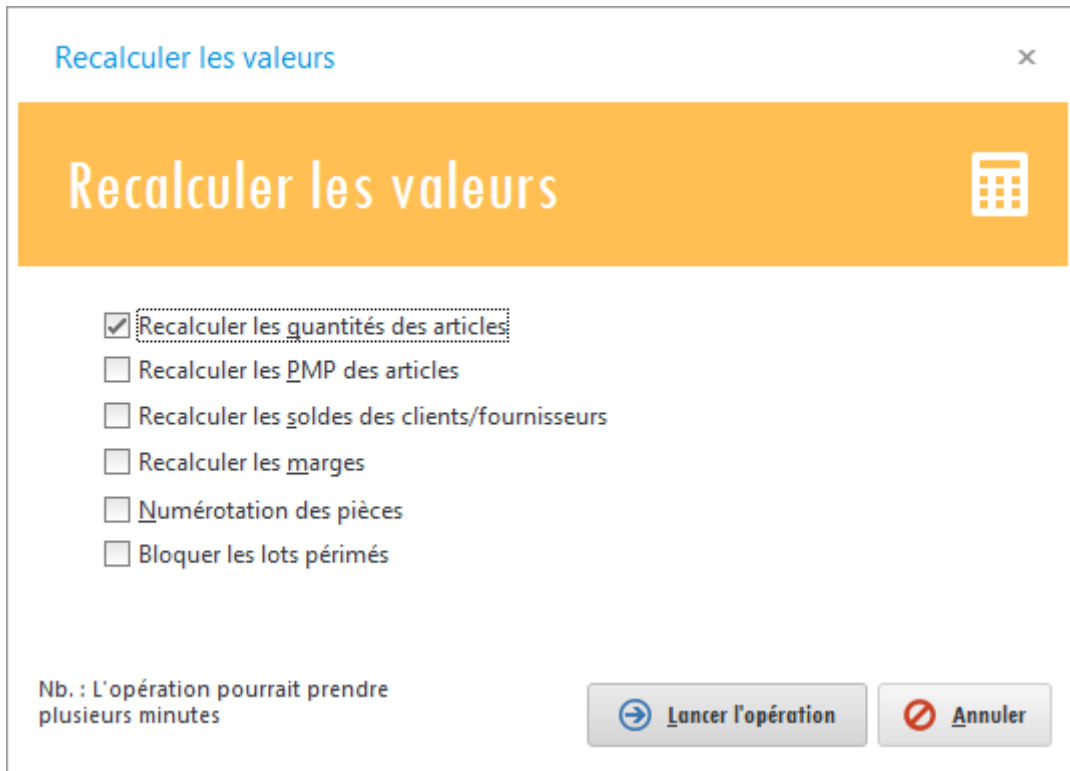 Recalculer les valeurs
Recalculer les valeurs
Recalculer les quantités des articles
Recalculer les PMP des articles
Recalculer les soldes des clients/fournisseurs
Recalculer les marges
Numérotation des pièces
Bloquer les lots périmés
Nb. : L'opération pourrait prendre
plusieurs minutes
Lancer l'opération
Annuler